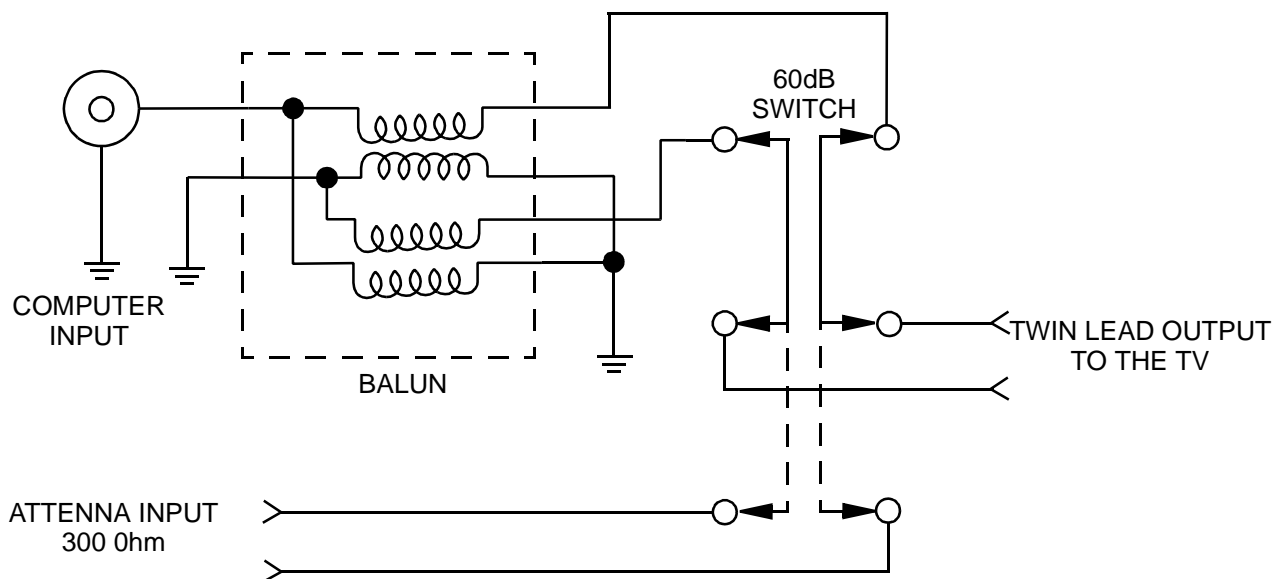 60dB
SWITCH
COMPUTER
INPUT
BALUN
TWIN LEAD OUTPUT
TO THE TV
ATTENNA INPUT
300 0hm